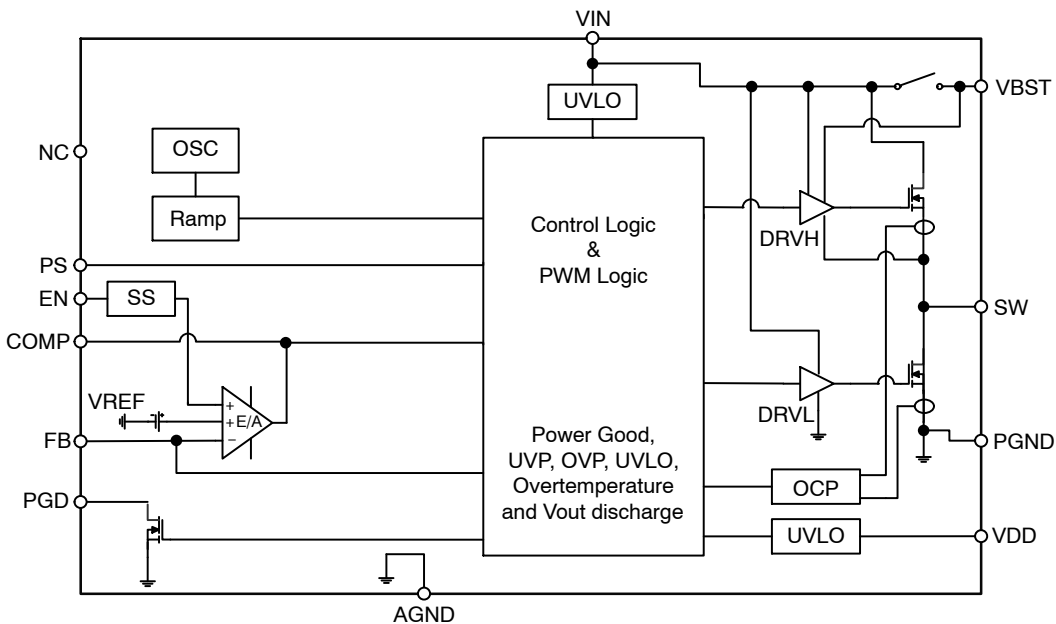 VIN
UVLO
VBST
NC
OSC
Ramp
Control Logic
&
PWM Logic
DRVH
PS
EN
SS
SW
COMP
VREF
+
+E/A
−
FB
DRVL
PGND
Power Good,
UVP, OVP, UVLO,
Overtemperature
and Vout discharge
PGD
OCP
UVLO
VDD
AGND